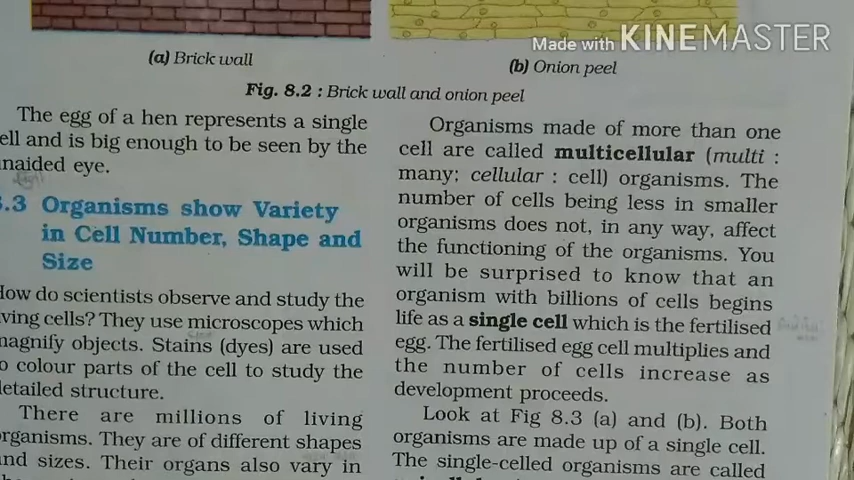 Made with KINEMASTER
(a) Brick wall
(b) Onion peel
Fig. 8.2 : Brick wall and onion peel
The egg of a hen represents a single
ell and is big enough to be seen by the
naided eye.
.3 Organisms show Variety
in Cell Number, Shape and
Size
How do scientists observe and study the
ving cells? They use microscopes which
magnify objects. Stains (dyes) are used
o colour parts of the cell to study the
detailed structure.
There are millions of living
organisms. They are of different shapes
and sizes. Their organs also vary in
Organisms made of more than one
cell are called multicellular (multi :
many; cellular : cell) organisms. The
number of cells being less in smaller
organisms does not, in any way, affect
the functioning of the organisms. You
will be surprised to know that an
organism with billions of cells begins
life as a single cell which is the fertilised
egg. The fertilised egg cell multiplies and
the number of cells increase as
development proceeds.
Look at Fig 8.3 (a) and (b). Both
organisms are made up of a single cell.
The single-celled organisms are called